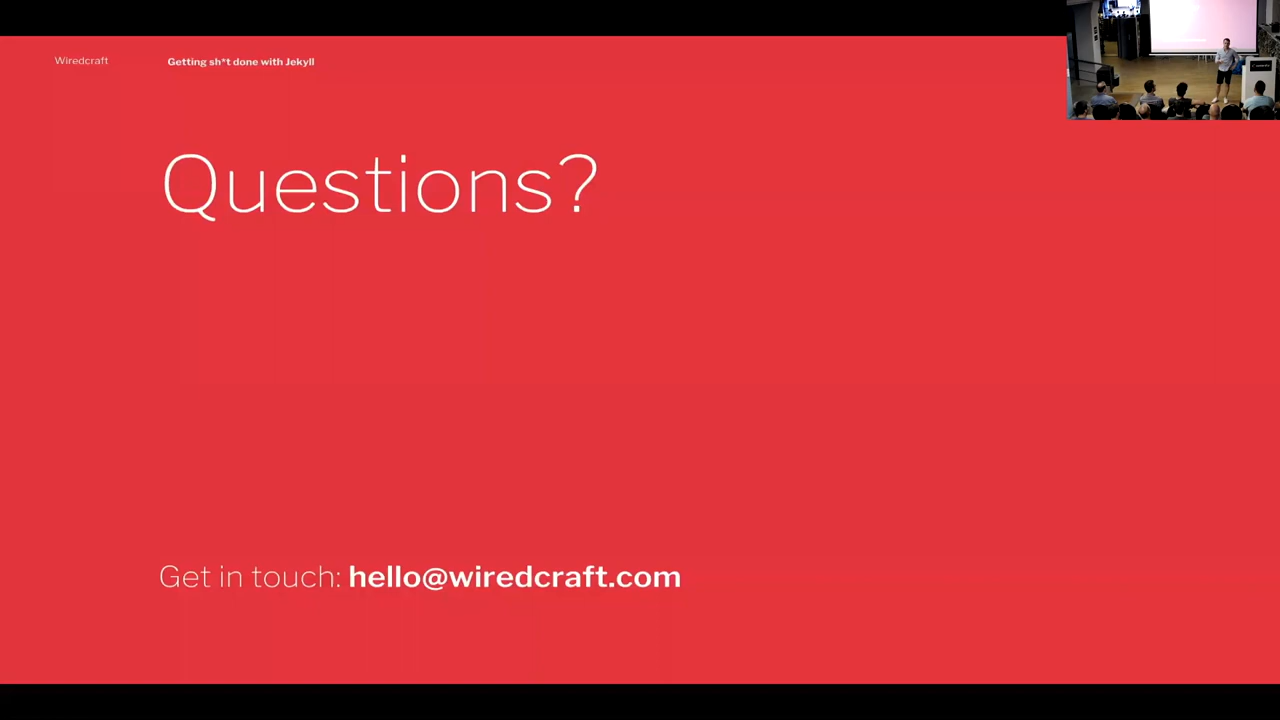 Wiredcraft
Getting sh*t done with Jekyll
Questions?
Get in touch: hello@wiredcraft.com